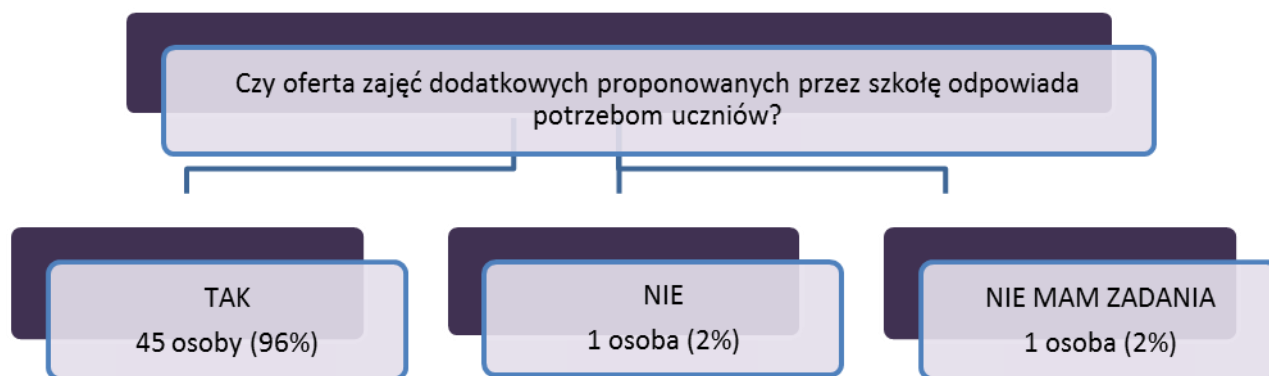 Czy oferta zajęć dodatkowych proponowanych przez szkołę odpowiada
potrzebom uczniów?
TAK
45 osoby (96%)
NIE
1 osoba (2%)
NIE MAM ZADANIA
1 osoba (2%)